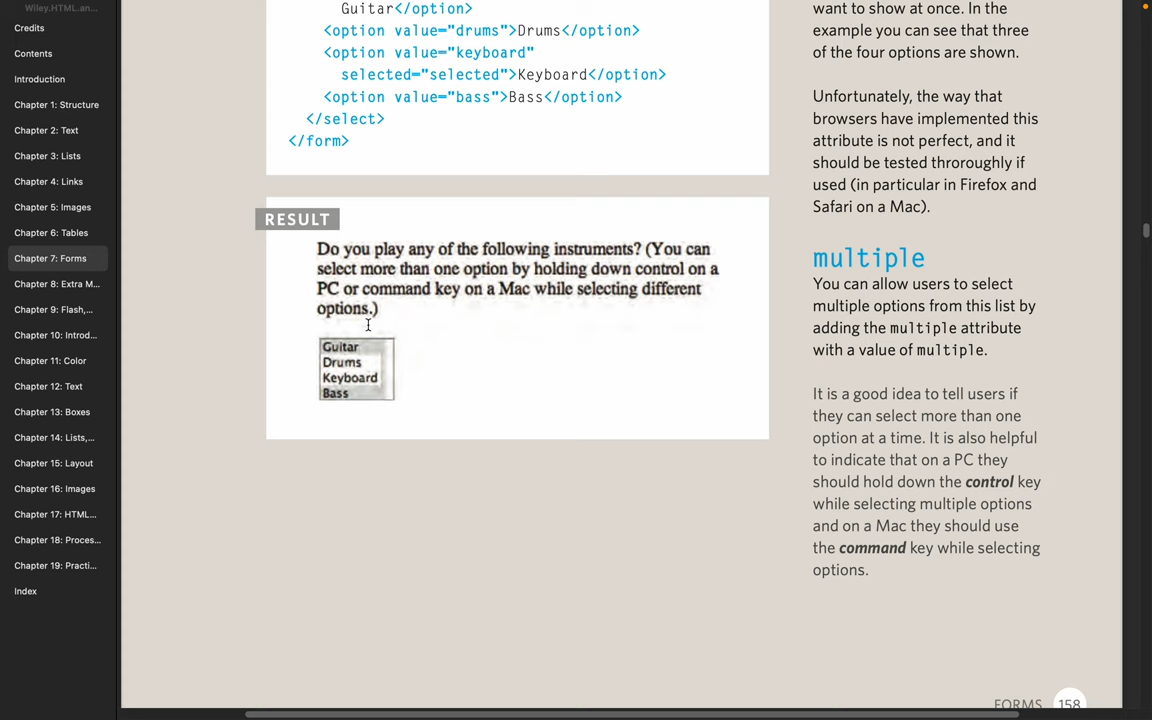 Wiley.HTML.an...
Credits
Contents
Introduction
Chapter 1: Structure
Chapter 2: Text
Chapter 3: Lists
Chapter 4: Links
Chapter 5: Images
Chapter 6: Tables
Chapter 7: Forms
Chapter 8: Extra M...
Chapter 9: Flash,...
Chapter 10: Introd...
Chapter 11: Color
Chapter 12: Text
Chapter 13: Boxes
Chapter 14: Lists,...
Chapter 15: Layout
Chapter 16: Images
Chapter 17: HTML...
Chapter 18: Proces...
Chapter 19: Practi...
Index
Guitar</option>
<option value="drums">Drums</option>
<option value="keyboard"
selected="selected">Keyboard</option>
<option value="bass">Bass</option>
</select>
</form>
RESULT
Do you play any of the following instruments? (You can
select more than one option by holding down control on a
PC or command key on a Mac while selecting different
options.)
Guitar
Drums
Keyboard
Bass
want to show at once. In the
example you can see that three
of the four options are shown.
Unfortunately, the way that
browsers have implemented this
attribute is not perfect, and it
should be tested throroughly if
used (in particular in Firefox and
Safari on a Mac).
multiple
You can allow users to select
multiple options from this list by
adding the multiple attribute
with a value of multiple.
It is a good idea to tell users if
they can select more than one
option at a time. It is also helpful
to indicate that on a PC they
should hold down the control key
while selecting multiple options
and on a Mac they should use
the command key while selecting
options.
FORMS 158